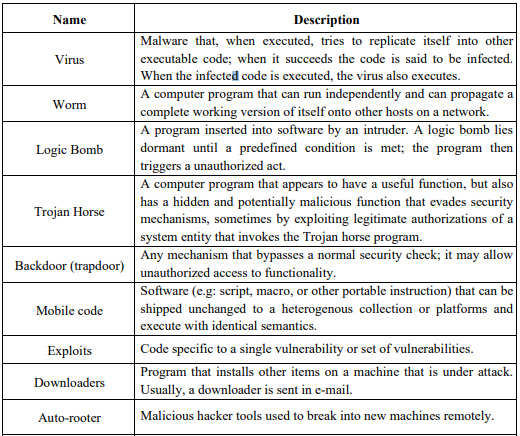 Name Description
Virus
Malware that, when executed, tries to replicate itself into other
executable code; when it succeeds the code is said to be infected.
When the infected code is executed, the virus also executes.
Worm
A computer program that can run independently and can propagate a
complete working version of itself onto other hosts on a network.
Logic Bomb
A program inserted into software by an intruder. A logic bomb lies
dormant until a predefined condition is met; the program then
triggers a unauthorized act.
Trojan Horse
A computer program that appears to have a useful function, but also
has a hidden and potentially malicious function that evades security
mechanisms, sometimes by exploiting legitimate authorizations of a
system entity that invokes the Trojan horse program.
Backdoor (trapdoor)
Any mechanism that bypasses a normal security check; it may allow
unauthorized access to functionality.
Mobile code
Software (e.g: script, macro, or other portable instruction) that can be
shipped unchanged to a heterogenous collection or platforms and
execute with identical semantics.
Exploits
Code specific to a single vulnerability or set of vulnerabilities.
Downloaders
Program that installs other items on a machine that is under attack.
Usually, a downloader is sent in e-mail.
Auto-rooter
Malicious hacker tools used to break into new machines remotely.